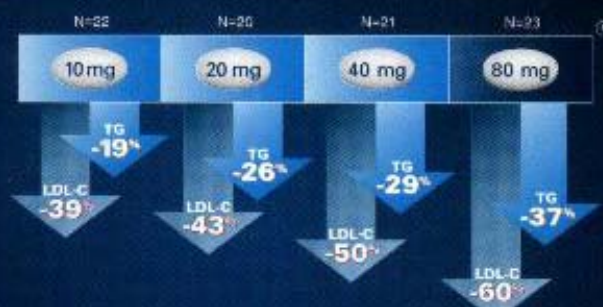 N=22 N=20 N=21 N=23
10 mg 20 mg 40 mg 80 mg
TG
-19%
TG
-26%
TG
-29%
TG
-37%
LDL-C
-39%
LDL-C
-43%
LDL-C
-50%
LDL-C
-60%